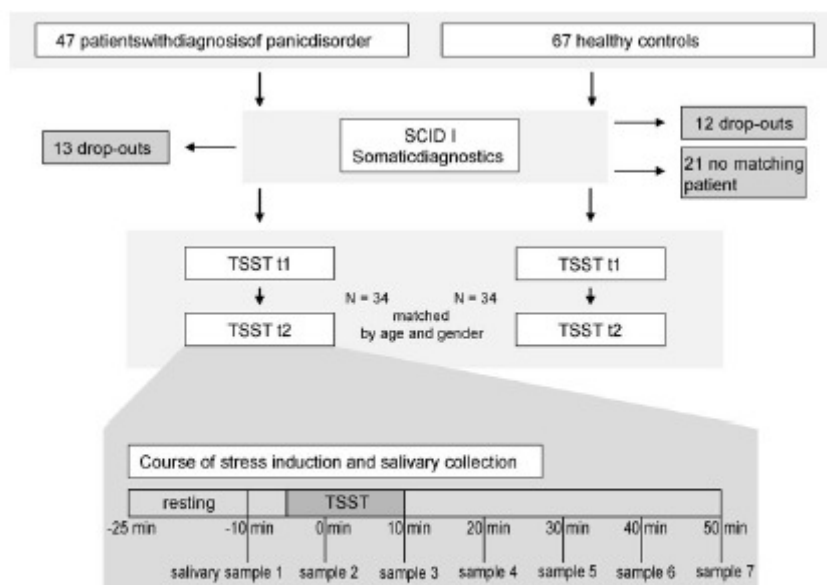 47 patientswithdiagnosisof panicdisorder
67 healthy controls
SCID I
Somaticdiagnostics
13 drop-outs
12 drop-outs
21 no matching
patient
TSST t1
TSST t1
N = 34 N = 34
matched
by age and gender
TSST t2
TSST t2
Course of stress induction and salivary collection
resting TSST
-25 min -10 min 0 min 10 min 20 min 30 min 40 min 50 min
salivary sample 1 sample 2 sample 3 sample 4 sample 5 sample 6 sample 7